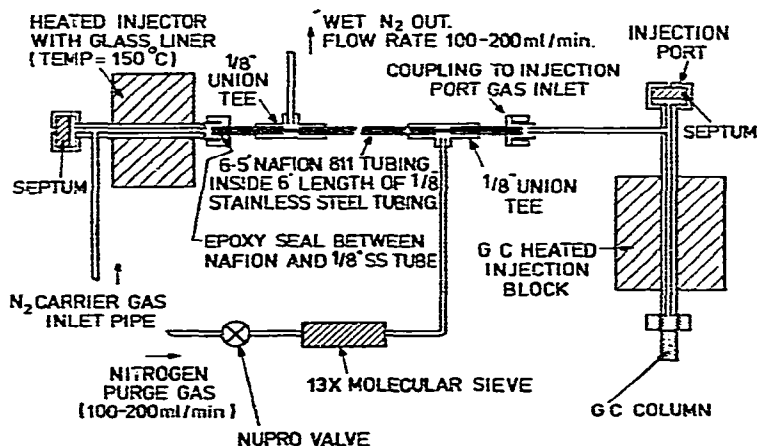 HEATED INJECTOR
WITH GLASS LINER
(TEMP = 150°C)
1/8"
UNION
TEE
WET N2 OUT.
FLOW RATE 100-200ml/min.
COUPLING TO INJECTION
PORT GAS INLET
INJECTION
PORT
SEPTUM
SEPTUM
6-5' NAFION 811 TUBING
INSIDE 6' LENGTH OF 1/8"
STAINLESS STEEL TUBING
1/8" UNION
TEE
EPOXY SEAL BETWEEN
NAFION AND 1/8" SS TUBE
G C HEATED
INJECTION
BLOCK
N2 CARRIER GAS
INLET PIPE
NITROGEN
PURGE GAS
(100-200ml/min)
13X MOLECULAR SIEVE
NUPRO VALVE
G C COLUMN